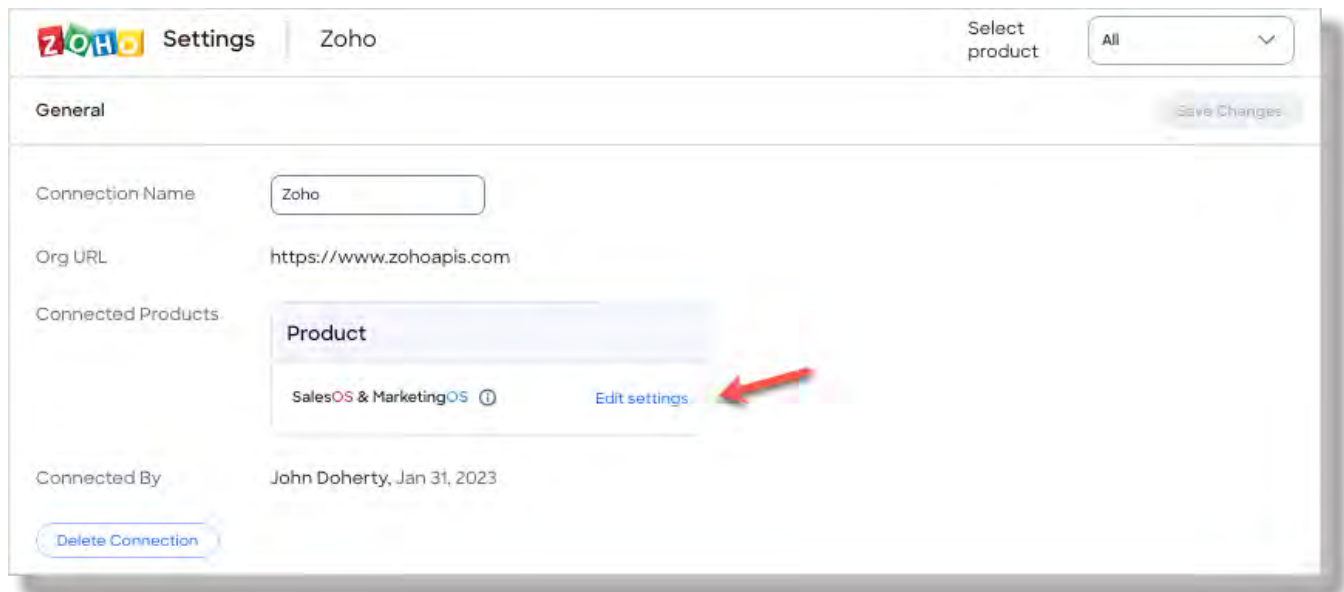 ZOHO Settings Zoho Select product All
General Save Changes
Connection Name Zoho
Org URL https://www.zohoapis.com
Connected Products
Product
SalesOS & MarketingOS Edit settings
Connected By John Doherty, Jan 31, 2023
Delete Connection